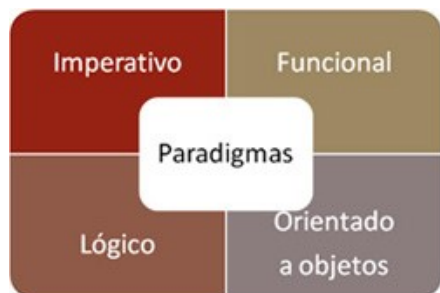 Imperativo
Funcional
Paradigmas
Lógico
Orientado
a objetos